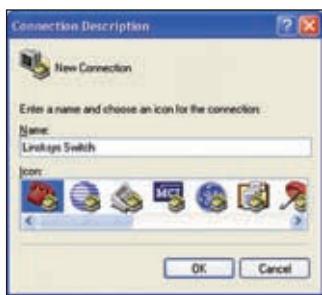 Connection Description
New Connection
Enter a name and choose an icon for the connection:
Name:
Linksys Switch
Icon:
MCI
OK
Cancel